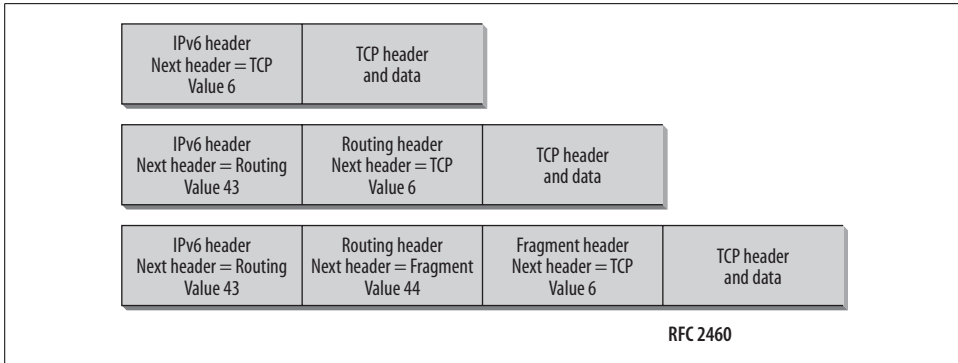 IPv6 header
Next header = TCP
Value 6
TCP header
and data
IPv6 header
Next header = Routing
Value 43
Routing header
Next header = TCP
Value 6
TCP header
and data
IPv6 header
Next header = Routing
Value 43
Routing header
Next header = Fragment
Value 44
Fragment header
Next header = TCP
Value 6
TCP header
and data
RFC 2460